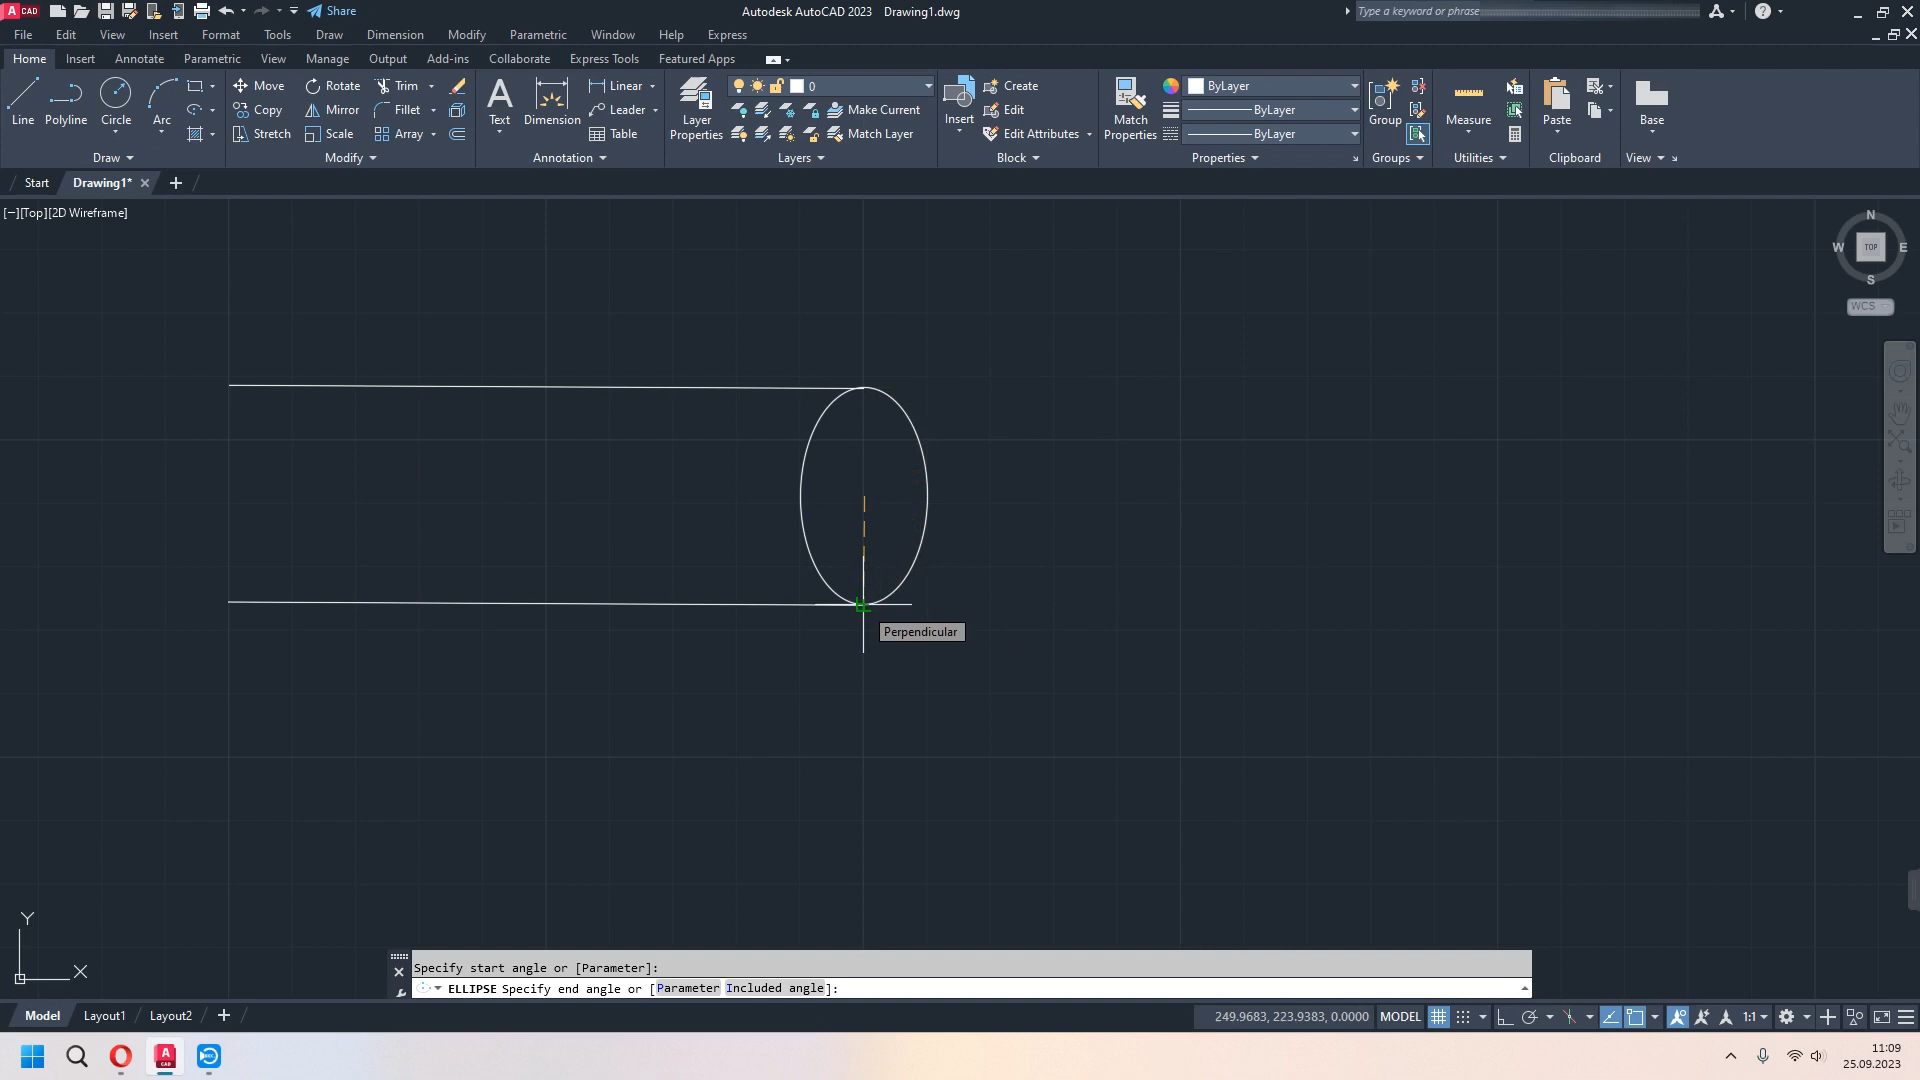 A CAD Share Autodesk AutoCAD 2023 Drawing1.dwg Type a keyword or phrase
File Edit View Insert Format Tools Draw Dimension Modify Parametric Window Help Express
Home Insert Annotate Parametric View Manage Output Add-ins Collaborate Express Tools Featured Apps
Move Rotate Trim Linear 0 Create ByLayer
Line Polyline Circle Arc Copy Mirror Fillet Text Dimension Leader Layer Properties Make Current Insert Edit Match Properties ByLayer Group Measure Paste Base
Stretch Scale Array Table Match Layer Edit Attributes ByLayer
Draw Modify Annotation Layers Block Properties Groups Utilities Clipboard View
Start Drawing1*
[−][Top][2D Wireframe]
N
W TOP E
S
WCS
Perpendicular
Y
X
Specify start angle or [Parameter]:
ELLIPSE Specify end angle or [Parameter Included angle]:
Model Layout1 Layout2 249.9683, 223.9383, 0.0000 MODEL 1:1
A CAD REC 11:09
25.09.2023